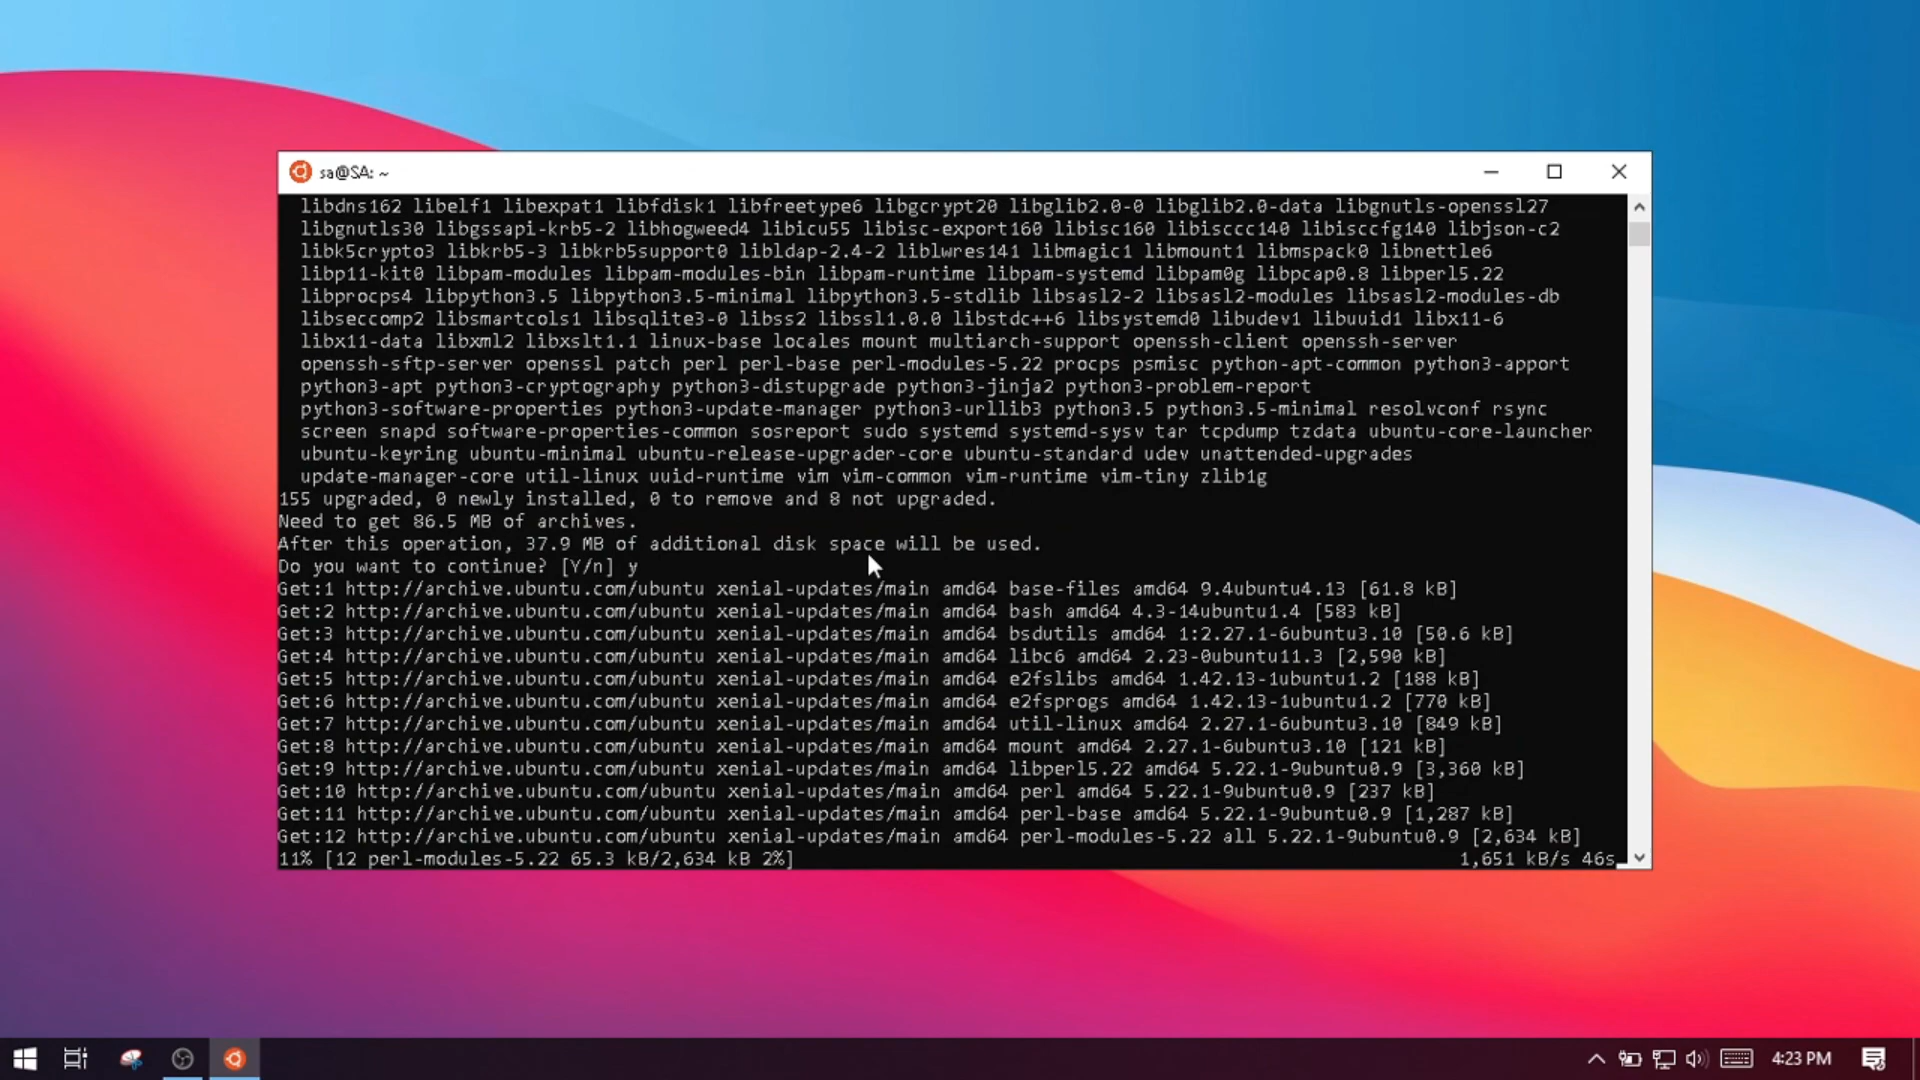 sa@SA: ~
libdns162 libelf1 libexpat1 libfdisk1 libfreetype6 libgcrypt20 libglib2.0-0 libglib2.0-data libgnutls-openssl27
libgnutls30 libgssapi-krb5-2 libhogweed4 libicu55 libisc-export160 libisc160 libisccc140 libisccfg140 libjson-c2
libk5crypto3 libkrb5-3 libkrb5support0 libldap-2.4-2 liblwres141 libmagic1 libmount1 libmspack0 libnettle6
libp11-kit0 libpam-modules libpam-modules-bin libpam-runtime libpam-systemd libpam0g libpcap0.8 libperl5.22
libprocps4 libpython3.5 libpython3.5-minimal libpython3.5-stdlib libsasl2-2 libsasl2-modules libsasl2-modules-db
libseccomp2 libsmartcols1 libsqlite3-0 libss2 libssl1.0.0 libstdc++6 libsystemd0 libudev1 libuuid1 libx11-6
libx11-data libxml2 libxslt1.1 linux-base locales mount multiarch-support openssh-client openssh-server
openssh-sftp-server openssl patch perl perl-base perl-modules-5.22 procps psmisc python-apt-common python3-apport
python3-apt python3-cryptography python3-distupgrade python3-jinja2 python3-problem-report
python3-software-properties python3-update-manager python3-urllib3 python3.5 python3.5-minimal resolvconf rsync
screen snapd software-properties-common sosreport sudo systemd systemd-sysv tar tcpdump tzdata ubuntu-core-launcher
ubuntu-keyring ubuntu-minimal ubuntu-release-upgrader-core ubuntu-standard udev unattended-upgrades
update-manager-core util-linux uuid-runtime vim vim-common vim-runtime vim-tiny zlib1g
155 upgraded, 0 newly installed, 0 to remove and 8 not upgraded.
Need to get 86.5 MB of archives.
After this operation, 37.9 MB of additional disk space will be used.
Do you want to continue? [Y/n] y
Get:1 http://archive.ubuntu.com/ubuntu xenial-updates/main amd64 base-files amd64 9.4ubuntu4.13 [61.8 kB]
Get:2 http://archive.ubuntu.com/ubuntu xenial-updates/main amd64 bash amd64 4.3-14ubuntu1.4 [583 kB]
Get:3 http://archive.ubuntu.com/ubuntu xenial-updates/main amd64 bsdutils amd64 1:2.27.1-6ubuntu3.10 [50.6 kB]
Get:4 http://archive.ubuntu.com/ubuntu xenial-updates/main amd64 libc6 amd64 2.23-0ubuntu11.3 [2,590 kB]
Get:5 http://archive.ubuntu.com/ubuntu xenial-updates/main amd64 e2fslibs amd64 1.42.13-1ubuntu1.2 [188 kB]
Get:6 http://archive.ubuntu.com/ubuntu xenial-updates/main amd64 e2fsprogs amd64 1.42.13-1ubuntu1.2 [770 kB]
Get:7 http://archive.ubuntu.com/ubuntu xenial-updates/main amd64 util-linux amd64 2.27.1-6ubuntu3.10 [849 kB]
Get:8 http://archive.ubuntu.com/ubuntu xenial-updates/main amd64 mount amd64 2.27.1-6ubuntu3.10 [121 kB]
Get:9 http://archive.ubuntu.com/ubuntu xenial-updates/main amd64 libperl5.22 amd64 5.22.1-9ubuntu0.9 [3,360 kB]
Get:10 http://archive.ubuntu.com/ubuntu xenial-updates/main amd64 perl amd64 5.22.1-9ubuntu0.9 [237 kB]
Get:11 http://archive.ubuntu.com/ubuntu xenial-updates/main amd64 perl-base amd64 5.22.1-9ubuntu0.9 [1,287 kB]
Get:12 http://archive.ubuntu.com/ubuntu xenial-updates/main amd64 perl-modules-5.22 all 5.22.1-9ubuntu0.9 [2,634 kB]
11% [12 perl-modules-5.22 65.3 kB/2,634 kB 2%] 1,651 kB/s 46s
4:23 PM